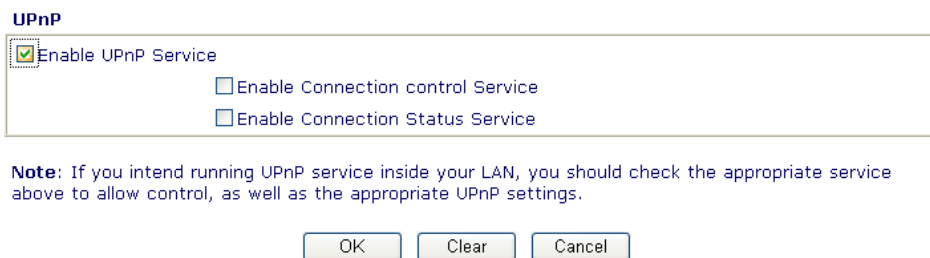 UPnP
Enable UPnP Service
Enable Connection control Service
Enable Connection Status Service
Note: If you intend running UPnP service inside your LAN, you should check the appropriate service
above to allow control, as well as the appropriate UPnP settings.
OK Clear Cancel